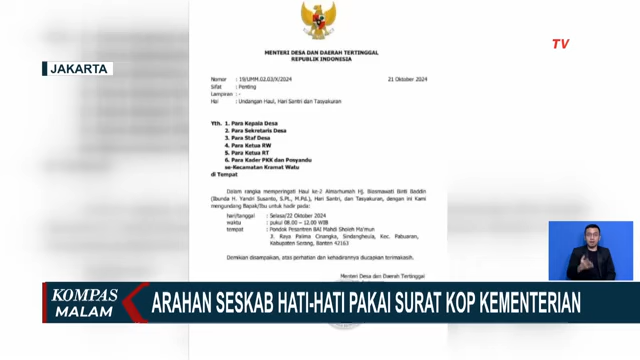 MENTERI DESA DAN DAERAH TERTINGGAL
REPUBLIK INDONESIA
TV
JAKARTA
Nomor : 19/UMM.02.03/X/2024
21 Oktober 2024
Sifat : Penting
Lampiran : -
Hal : Undangan Haul, Hari Santri dan Tasyakuran
Yth. 1. Para Kepala Desa
2. Para Sekretaris Desa
3. Para Staf Desa
4. Para Ketua RW
5. Para Ketua RT
6. Para Kader PKK dan Posyandu
se-Kecamatan Kramat Watu
di Tempat
Dalam rangka memperingati Haul ke-2 Almarhumah Hj. Biasmawati Binti Baddin
(Ibunda H. Yandri Susanto, S.Pt., M.Pd.), Hari Santri, dan Tasyakuran, dengan ini Kami
mengundang Bapak/Ibu untuk hadir pada:
hari/tanggal : Selasa/22 Oktober 2024
waktu : pukul 08.00 – 12.00 WIB
tempat : Pondok Pesantren BAI Mahdi Sholeh Ma'mun
Jl. Raya Palima Cinangka, Sindangheula, Kec. Pabuaran,
Kabupaten Serang, Banten 42163
Demikian disampaikan, atas perhatian dan kehadirannya diucapkan terimakasih.
Menteri Desa dan Daerah Tertinggal
KOMPAS
MALAM
ARAHAN SESKAB HATI-HATI PAKAI SURAT KOP KEMENTERIAN